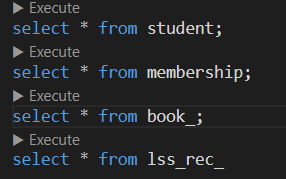 ▶ Execute
select * from student;
▶ Execute
select * from membership;
▶ Execute
select * from book_;
▶ Execute
select * from lss_rec_